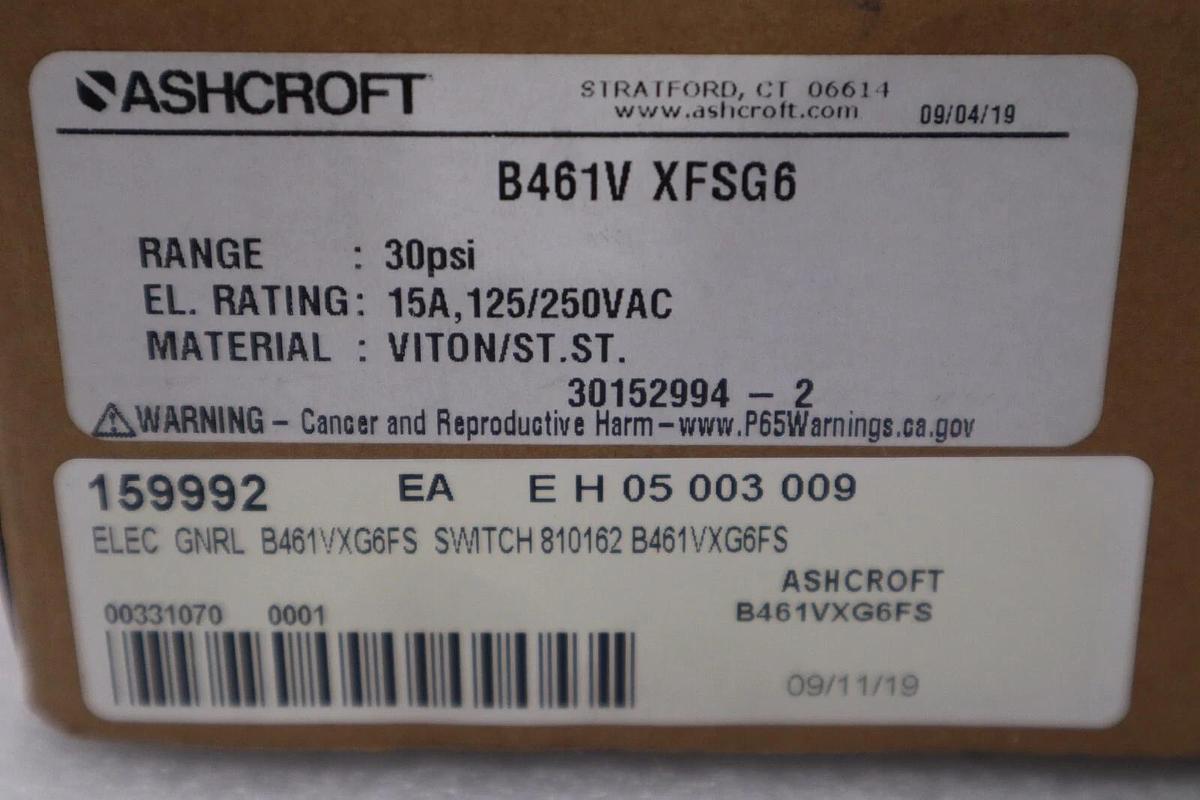 ASHCROFT
STRATFORD, CT 06614
www.ashcroft.com 09/04/19
B461V XFSG6
RANGE : 30psi
EL. RATING: 15A,125/250VAC
MATERIAL : VITON/ST.ST.
30152994 - 2
WARNING - Cancer and Reproductive Harm-www.P65Warnings.ca.gov
159992 EA E H 05 003 009
ELEC GNRL B461VXG6FS SWITCH 810162 B461VXG6FS
ASHCROFT
00331070 0001 B461VXG6FS
09/11/19